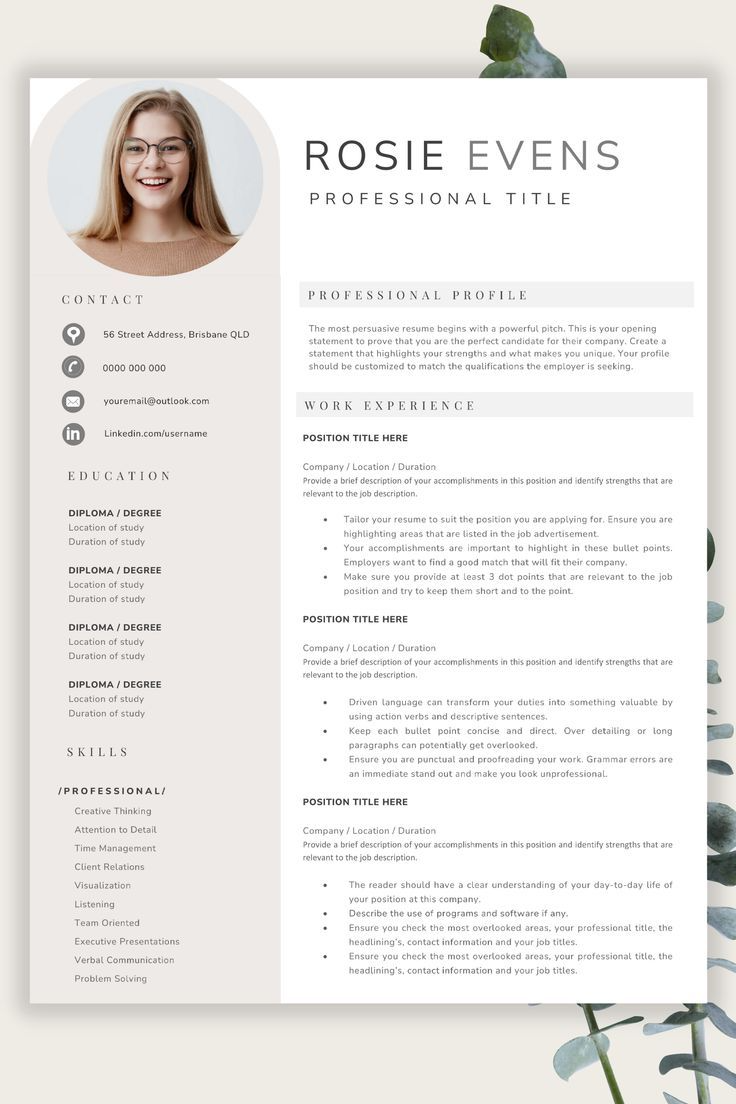 ROSIE EVENS
PROFESSIONAL TITLE
CONTACT
56 Street Address, Brisbane QLD
0000 000 000
youremail@outlook.com
in
Linkedin.com/username
EDUCATION
DIPLOMA / DEGREE
Location of study
Duration of study
DIPLOMA / DEGREE
Location of study
Duration of study
DIPLOMA / DEGREE
Location of study
Duration of study
DIPLOMA / DEGREE
Location of study
Duration of study
SKILLS
/PROFESSIONAL/
Creative Thinking
Attention to Detail
Time Management
Client Relations
Visualization
Listening
Team Oriented
Executive Presentations
Verbal Communication
Problem Solving
PROFESSIONAL PROFILE
The most persuasive resume begins with a powerful pitch. This is your opening
statement to prove that you are the perfect candidate for their company. Create a
statement that highlights your strengths and what makes you unique. Your profile
should be customized to match the qualifications the employer is seeking.
WORK EXPERIENCE
POSITION TITLE HERE
Company / Location / Duration
Provide a brief description of your accomplishments in this position and identify strengths that are
relevant to the job description.
• Tailor your resume to suit the position you are applying for. Ensure you are
highlighting areas that are listed in the job advertisement.
• Your accomplishments are important to highlight in these bullet points.
Employers want to find a good match that will fit their company.
• Make sure you provide at least 3 dot points that are relevant to the job
position and try to keep them short and to the point.
POSITION TITLE HERE
Company / Location / Duration
Provide a brief description of your accomplishments in this position and identify strengths that are
relevant to the job description.
• Driven language can transform your duties into something valuable by
using action verbs and descriptive sentences.
• Keep each bullet point concise and direct. Over detailing or long
paragraphs can potentially get overlooked.
• Ensure you are punctual and proofreading your work. Grammar errors are
an immediate stand out and make you look unprofessional.
POSITION TITLE HERE
Company / Location / Duration
Provide a brief description of your accomplishments in this position and identify strengths that are
relevant to the job description.
• The reader should have a clear understanding of your day-to-day life of
your position at this company.
• Describe the use of programs and software if any.
• Ensure you check the most overlooked areas, your professional title, the
headlining's, contact information and your job titles.
• Ensure you check the most overlooked areas, your professional title, the
headlining's, contact information and your job titles.